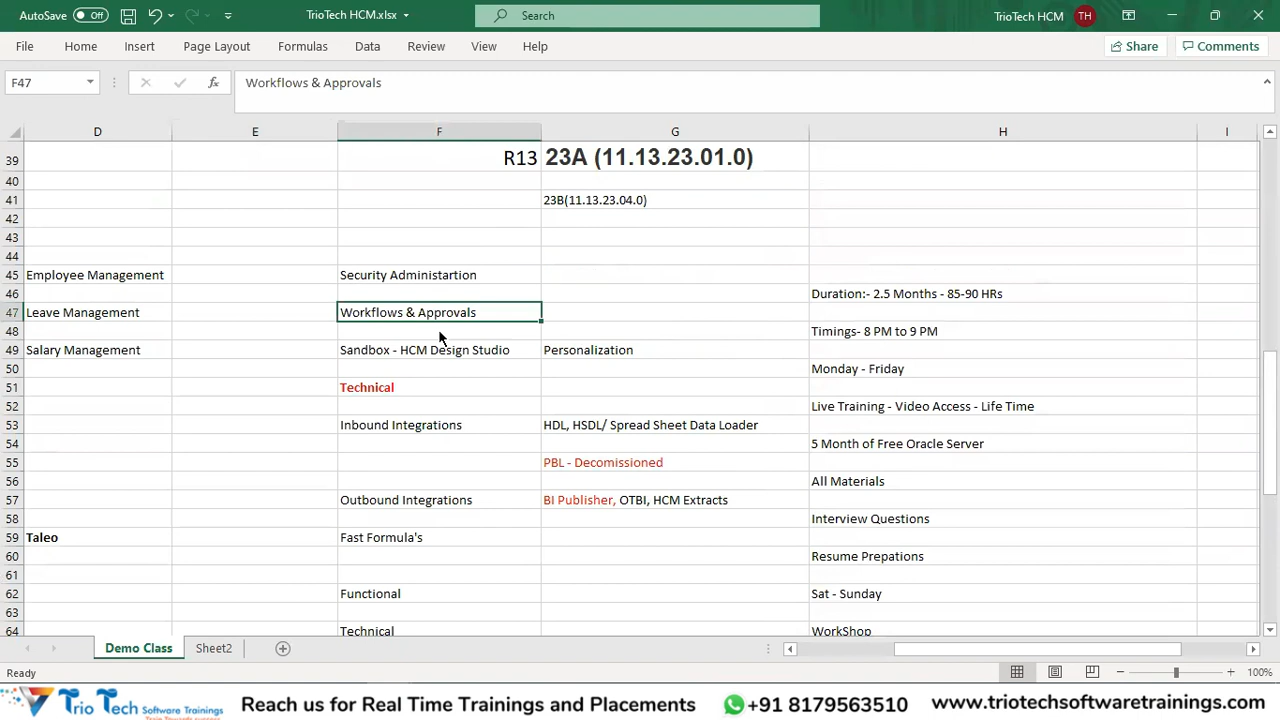 AutoSave Off TrioTech HCM.xlsx Search TrioTech HCM TH
File Home Insert Page Layout Formulas Data Review View Help Share Comments
F47 fx Workflows & Approvals
D E F G H I
39 R13 23A (11.13.23.01.0)
40
41 23B(11.13.23.04.0)
42
43
44
45 Employee Management Security Administartion
46 Duration:- 2.5 Months - 85-90 HRs
47 Leave Management Workflows & Approvals
48 Timings- 8 PM to 9 PM
49 Salary Management Sandbox - HCM Design Studio Personalization
50 Monday - Friday
51 Technical
52 Live Training - Video Access - Life Time
53 Inbound Integrations HDL, HSDL/ Spread Sheet Data Loader
54 5 Month of Free Oracle Server
55 PBL - Decomissioned
56 All Materials
57 Outbound Integrations BI Publisher, OTBI, HCM Extracts
58 Interview Questions
59 Taleo Fast Formula's
60 Resume Prepations
61
62 Functional Sat - Sunday
63
64 Technical WorkShop
Demo Class Sheet2
Ready 100%
Trio Tech Software Trainings Reach us for Real Time Trainings and Placements +91 8179563510 www.triotechsoftwaretrainings.com
Train Towards success